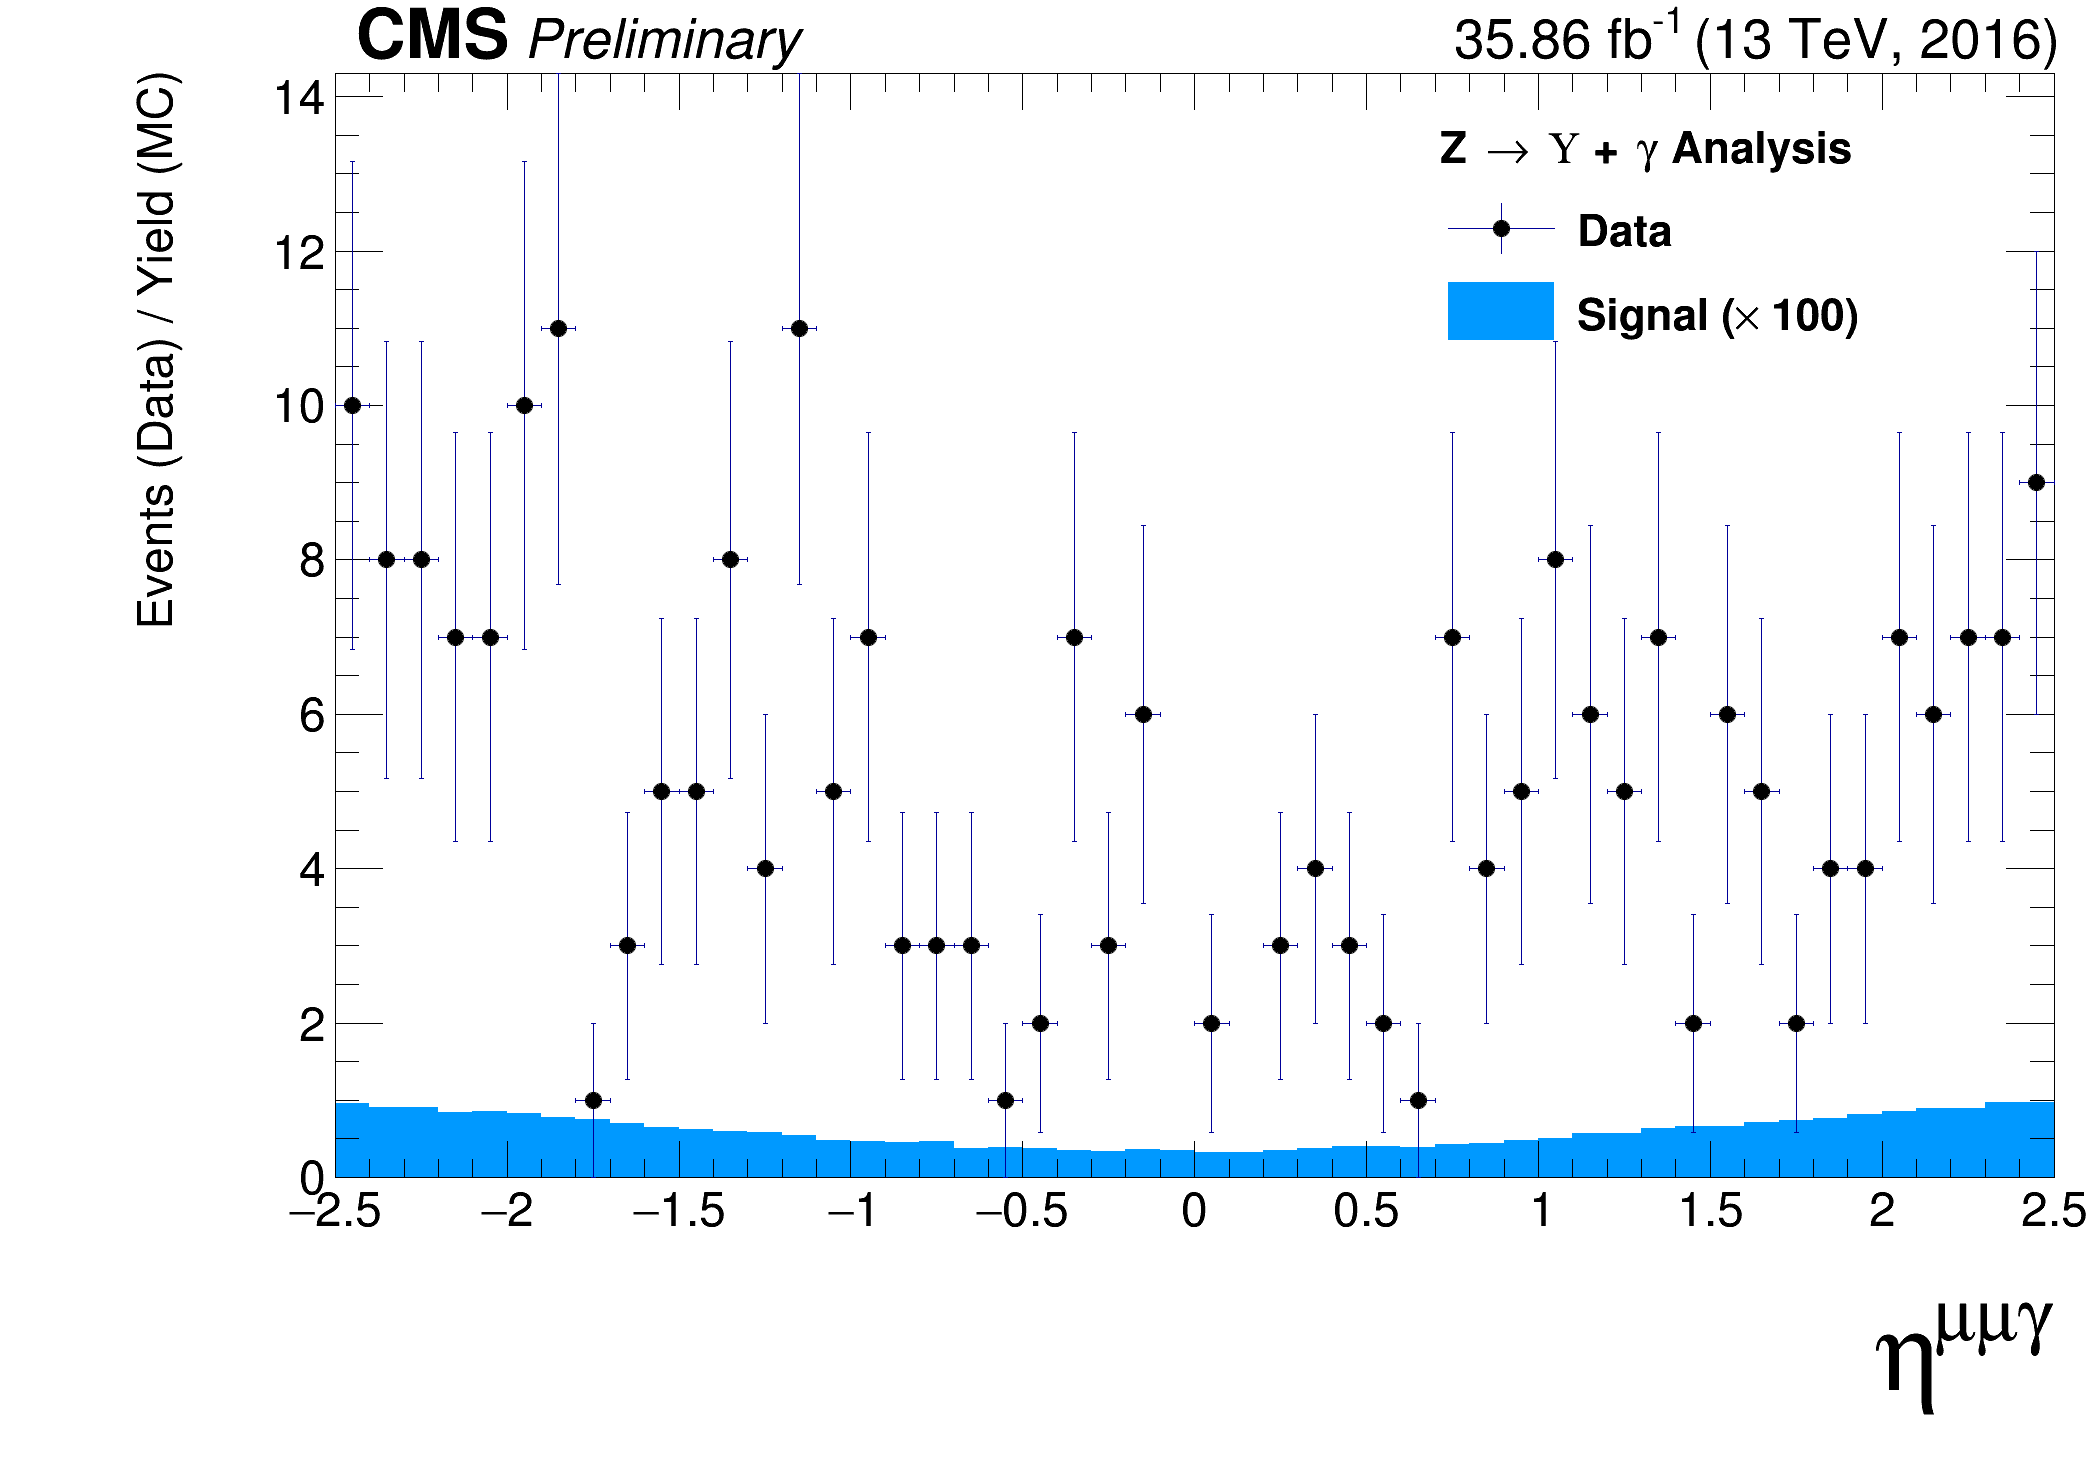 CMS Preliminary
35.86 fb⁻¹ (13 TeV, 2016)
Events (Data) / Yield (MC)
14
12
10
8
6
4
2
0
Z → Υ + γ Analysis
Data
Signal (× 100)
−2.5 −2 −1.5 −1 −0.5 0 0.5 1 1.5 2 2.5
η^μμγ